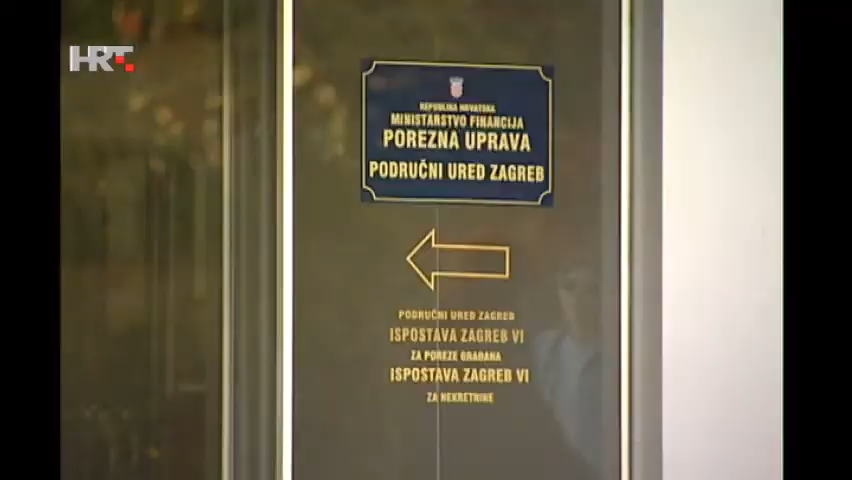 HRT
REPUBLIKA HRVATSKA
MINISTARSTVO FINANCIJA
POREZNA UPRAVA
PODRUČNI URED ZAGREB
PODRUČNI URED ZAGREB
ISPOSTAVA ZAGREB VI
ZA POREZE GRAĐANA
ISPOSTAVA ZAGREB VI
ZA NEKRETNINE